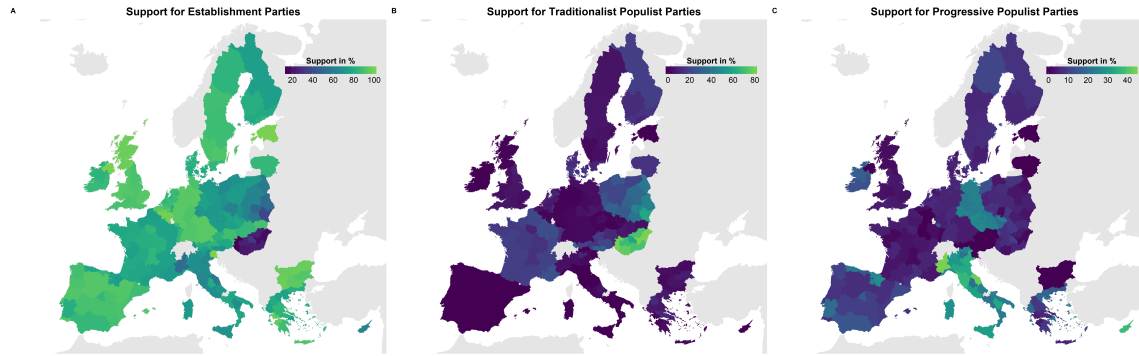 A
Support for Establishment Parties
Support in %
20 40 60 80 100
B
Support for Traditionalist Populist Parties
Support in %
0 20 40 60 80
C
Support for Progressive Populist Parties
Support in %
0 10 20 30 40